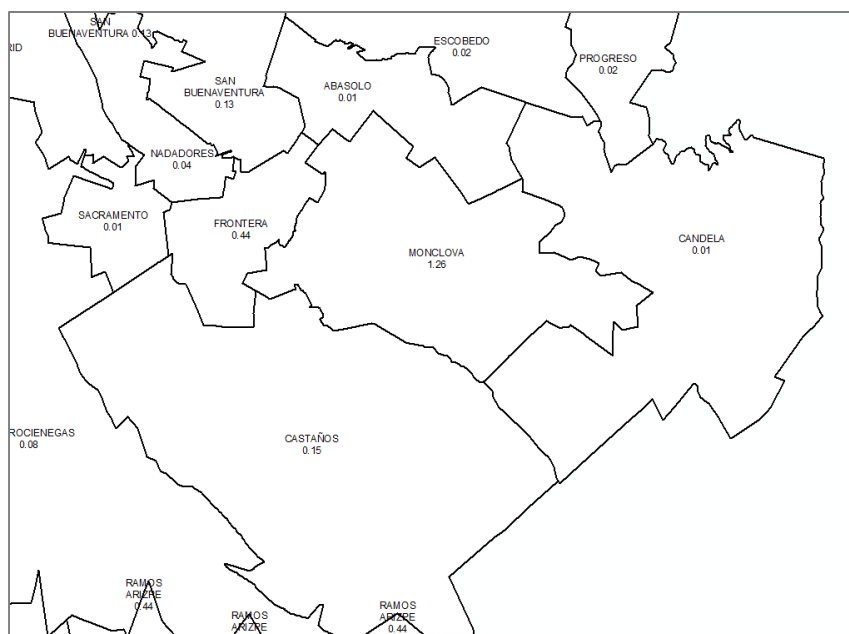 SAN
BUENAVENTURA 0.13
RID
ESCOBEDO
0.02
PROGRESO
0.02
SAN
BUENAVENTURA
0.13
ABASOLO
0.01
NADADORES
0.04
SACRAMENTO
0.01
FRONTERA
0.44
MONCLOVA
1.26
CANDELA
0.01
ROCIENEGAS
0.08
CASTAÑOS
0.15
RAMOS
ARIZPE
0.44
RAMOS
ARIZPE
RAMOS
ARIZPE
0.44